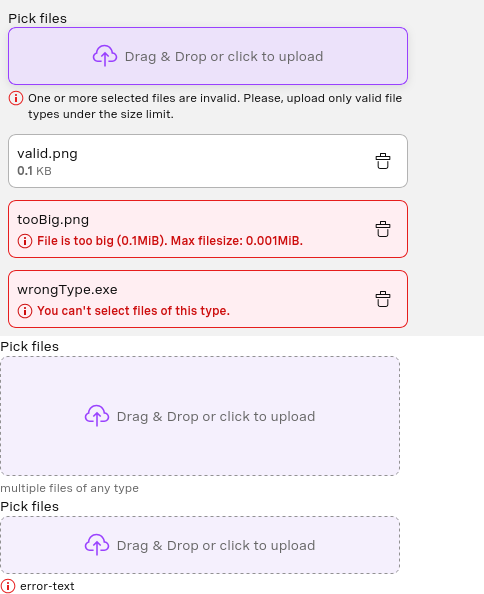 Pick files
Drag & Drop or click to upload
One or more selected files are invalid. Please, upload only valid file
types under the size limit.
valid.png
0.1 KB
tooBig.png
File is too big (0.1MiB). Max filesize: 0.001MiB.
wrongType.exe
You can't select files of this type.
Pick files
Drag & Drop or click to upload
multiple files of any type
Pick files
Drag & Drop or click to upload
error-text